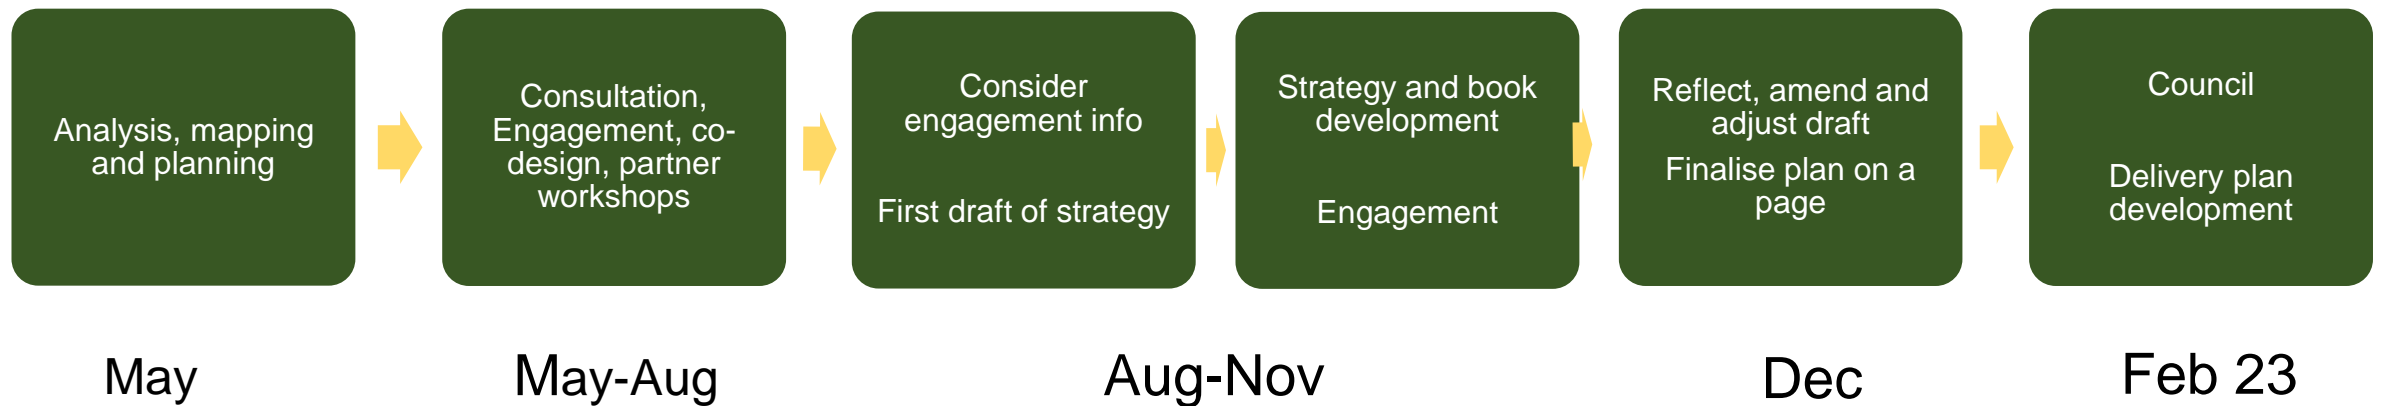 Analysis, mapping
and planning
Consultation,
Engagement, co-
design, partner
workshops
Consider
engagement info
First draft of strategy
Strategy and book
development
Engagement
Reflect, amend and
adjust draft
Finalise plan on a
page
Council
Delivery plan
development
May
May-Aug
Aug-Nov
Dec
Feb 23